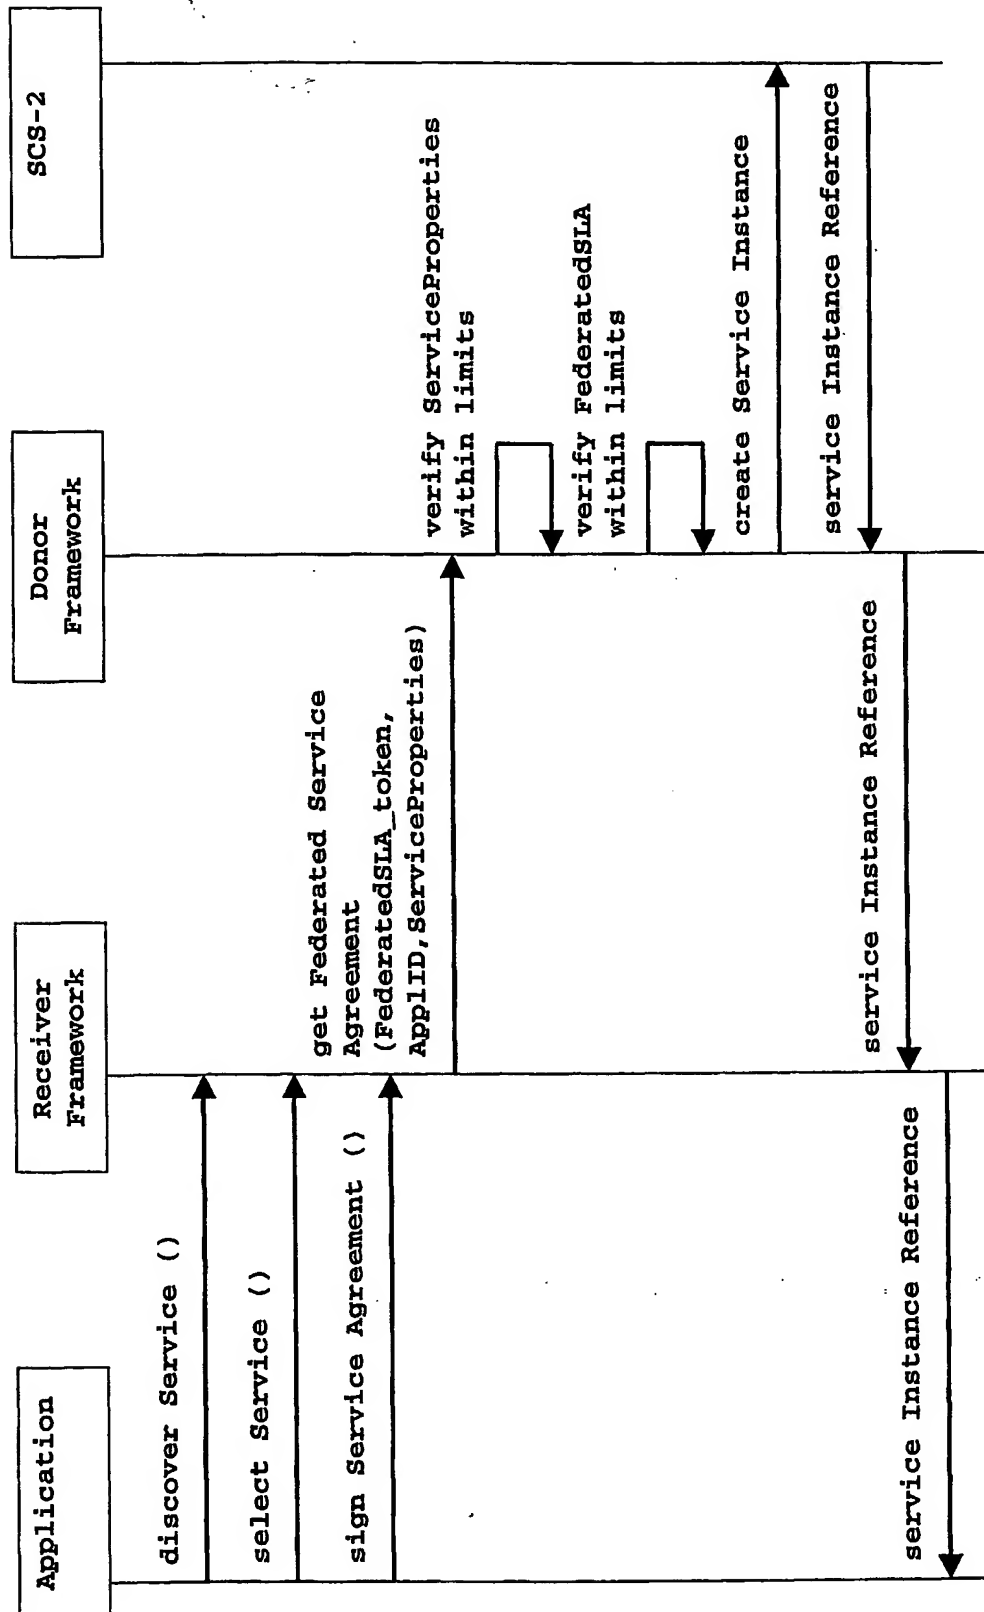 Application
Receiver
Framework
Donor
Framework
SCS-2
discover Service ()
select Service ()
sign Service Agreement ()
get Federated Service
Agreement
(FederatedSLA_token,
ApplID,ServiceProperties)
verify ServiceProperties
within limits
verify FederatedSLA
within limits
create Service Instance
service Instance Reference
service Instance Reference
service Instance Reference